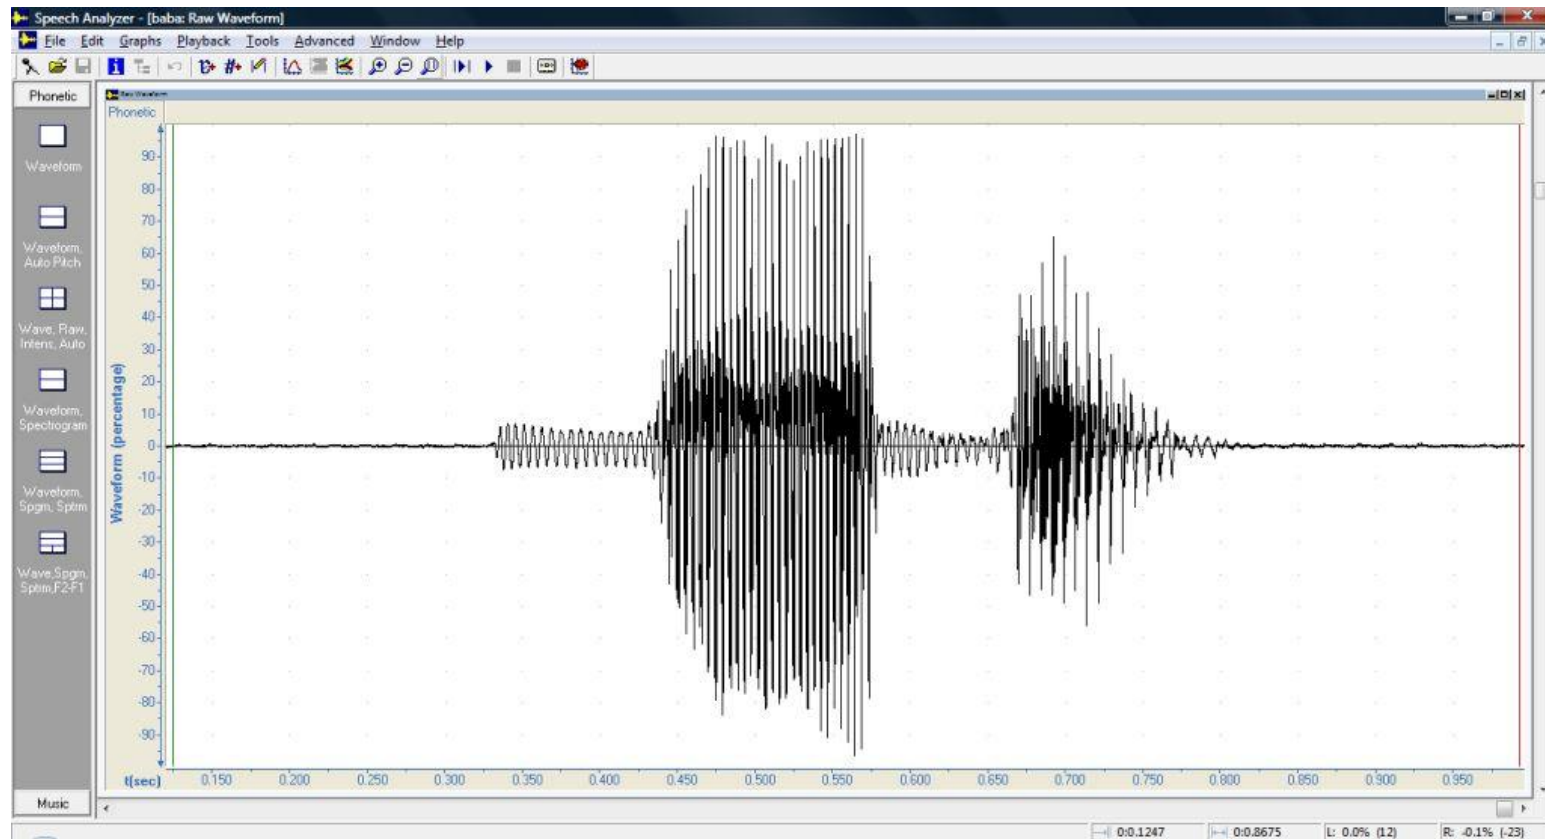 Speech Analyzer - [baba: Raw Waveform]
File Edit Graphs Playback Tools Advanced Window Help
Phonetic
Waveform
Waveform,
Auto Pitch
Wave, Raw,
Intens, Auto
Waveform,
Spectrogram
Waveform,
Spgm, Sptrm
Wave,Spgm,
Sptrm,F2-F1
Music
Raw Waveform
Phonetic
Waveform (percentage)
90
80
70
60
50
40
30
20
10
0
-10
-20
-30
-40
-50
-60
-70
-80
-90
t(sec) 0.150 0.200 0.250 0.300 0.350 0.400 0.450 0.500 0.550 0.600 0.650 0.700 0.750 0.800 0.850 0.900 0.950
0:0.1247 0:0.8675 L: 0.0% (12) R: -0.1% (-23)